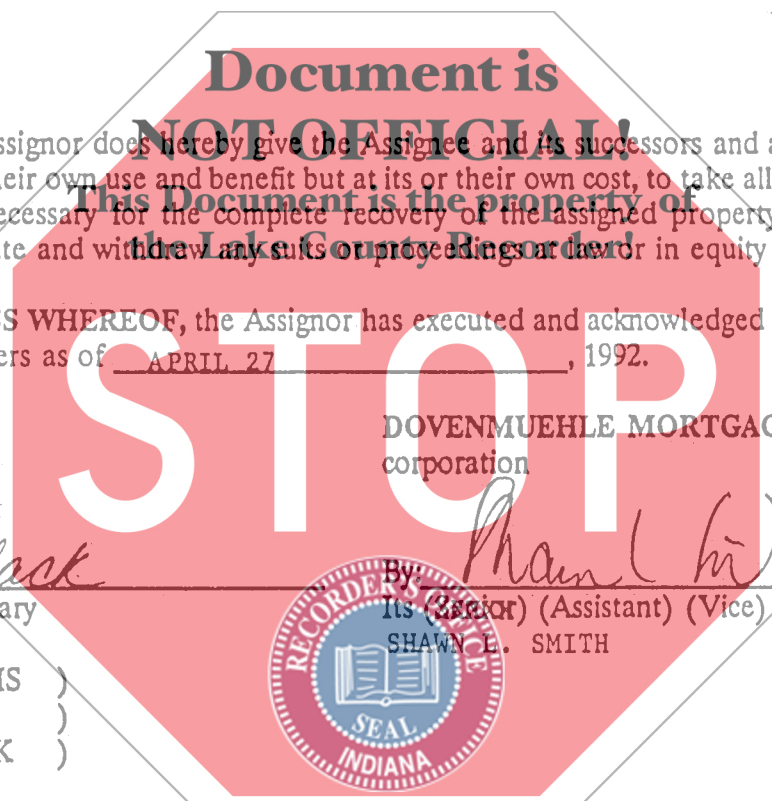 Document is
NOT OFFICIAL!
This Document is the property of
the Lake County Recorder!
STOP
ssignor does hereby give the Assignee and its successors and a
eir own use and benefit but at its or their own cost, to take all
ecessary for the complete recovery of the assigned property
te and withdraw any suits or proceedings at law or in equity
S WHEREOF, the Assignor has executed and acknowledged
ers as of APRIL 27, 1992.
DOVENMUEHLE MORTGAG
corporation
ack
By:
ary
Its (Senior) (Assistant) (Vice)
SHAWN L. SMITH
IS )
)
K )
RECORDER'S OFFICE
SEAL
INDIANA